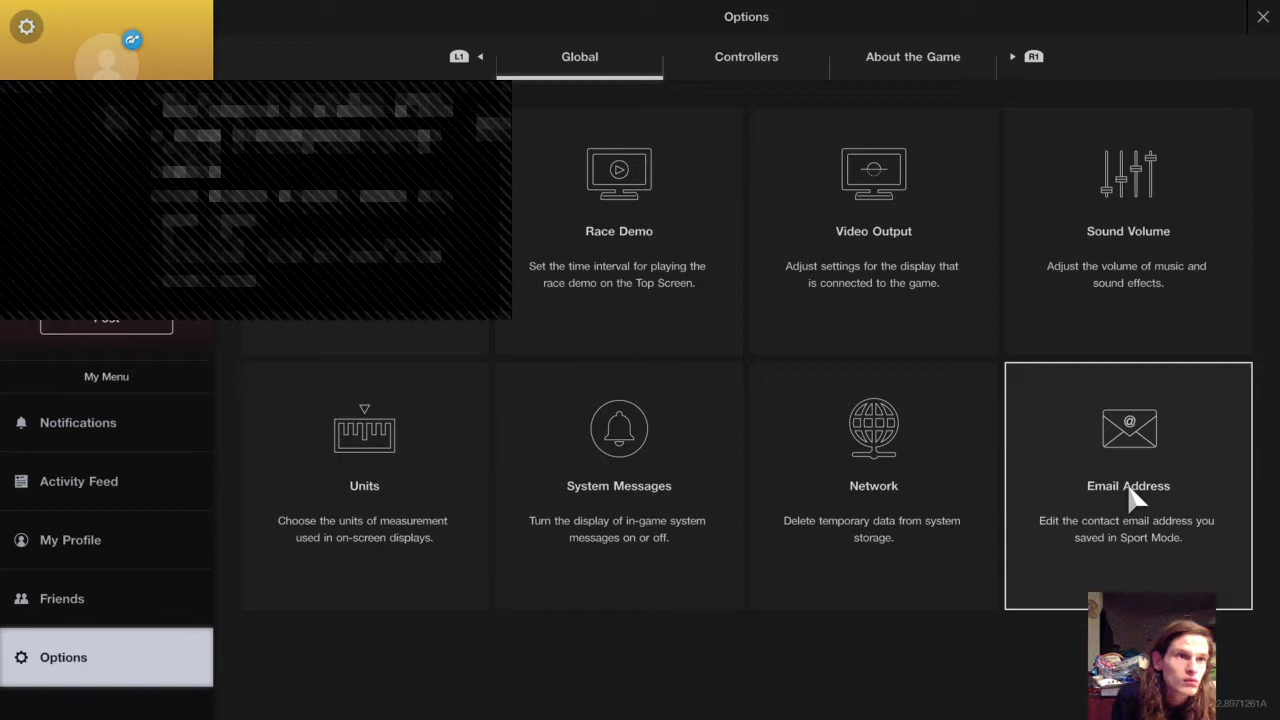 Options
L1
Global
Controllers
About the Game
R1
Race Demo
Set the time interval for playing the
race demo on the Top Screen.
Video Output
Adjust settings for the display that
is connected to the game.
Sound Volume
Adjust the volume of music and
sound effects.
My Menu
Notifications
Activity Feed
My Profile
Friends
Options
Units
Choose the units of measurement
used in on-screen displays.
System Messages
Turn the display of in-game system
messages on or off.
Network
Delete temporary data from system
storage.
Email Address
Edit the contact email address you
saved in Sport Mode.
2.8971261A